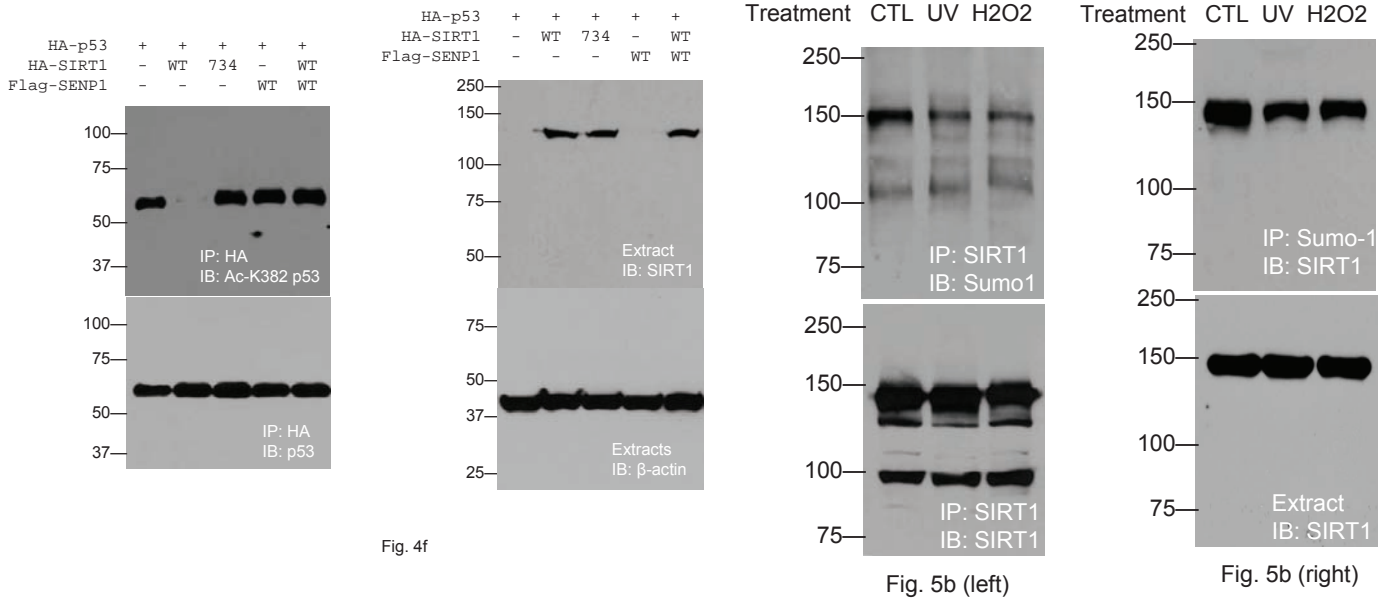 HA-p53 + + + + +
HA-SIRT1 - WT 734 - WT
Flag-SENP1 - - - WT WT
100
75
50
37
IP: HA
IB: Ac-K382 p53
100
75
50
37
IP: HA
IB: p53
HA-p53 + + + + +
HA-SIRT1 - WT 734 - WT
Flag-SENP1 - - - WT WT
250
150
100
75
50
Extract
IB: SIRT1
75
50
37
25
Extracts
IB: β-actin
Fig. 4f
Treatment CTL UV H2O2
250
150
100
75
IP: SIRT1
IB: Sumo1
250
150
100
75
IP: SIRT1
IB: SIRT1
Fig. 5b (left)
Treatment CTL UV H2O2
250
150
100
75
IP: Sumo-1
IB: SIRT1
250
150
100
75
Extract
IB: SIRT1
Fig. 5b (right)